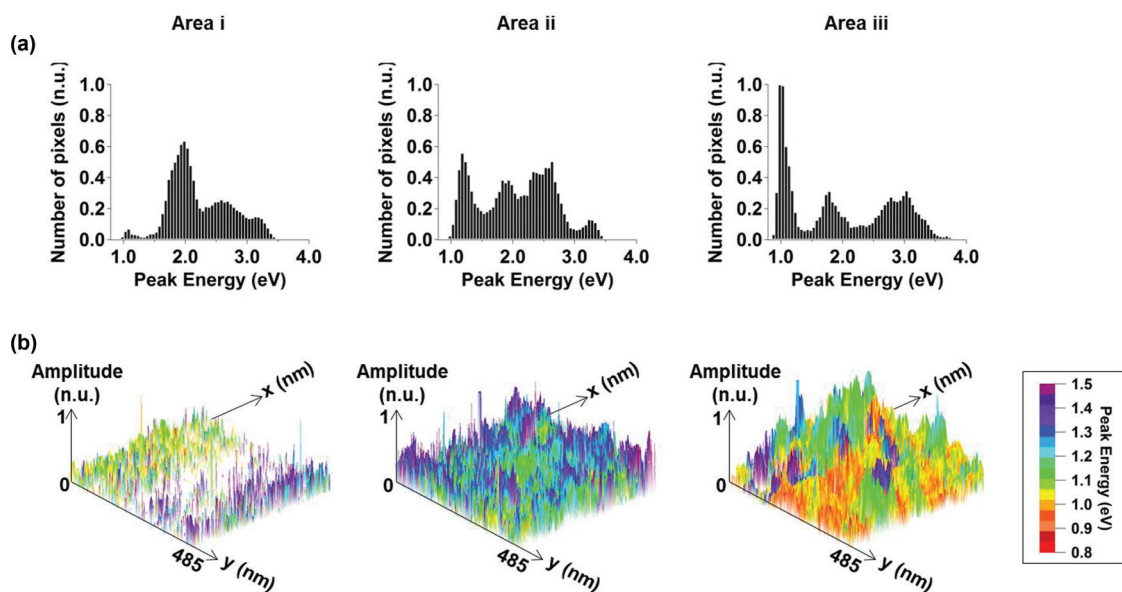 Area i
Area ii
Area iii
(a)
Number of pixels (n.u.)
1.0
0.8
0.6
0.4
0.2
0.0
1.0 2.0 3.0 4.0
Peak Energy (eV)
Number of pixels (n.u.)
1.0
0.8
0.6
0.4
0.2
0.0
1.0 2.0 3.0 4.0
Peak Energy (eV)
Number of pixels (n.u.)
1.0
0.8
0.6
0.4
0.2
0.0
1.0 2.0 3.0 4.0
Peak Energy (eV)
(b)
Amplitude
(n.u.)
1
0
x (nm)
485
y (nm)
Amplitude
(n.u.)
1
0
x (nm)
485
y (nm)
Amplitude
(n.u.)
1
0
x (nm)
485
y (nm)
1.5
1.4
1.3
1.2
1.1
1.0
0.9
0.8
Peak Energy (eV)